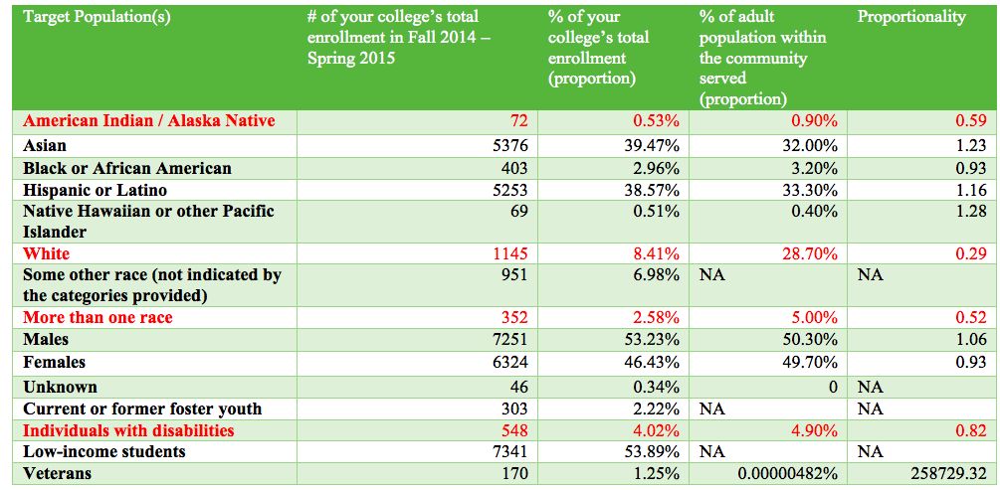 Target Population(s) # of your college's total % of your % of adult Proportionality
enrollment in Fall 2014 – college's total population within
Spring 2015 enrollment the community
(proportion) served
(proportion)
American Indian / Alaska Native 72 0.53% 0.90% 0.59
Asian 5376 39.47% 32.00% 1.23
Black or African American 403 2.96% 3.20% 0.93
Hispanic or Latino 5253 38.57% 33.30% 1.16
Native Hawaiian or other Pacific 69 0.51% 0.40% 1.28
Islander
White 1145 8.41% 28.70% 0.29
Some other race (not indicated by 951 6.98% NA NA
the categories provided)
More than one race 352 2.58% 5.00% 0.52
Males 7251 53.23% 50.30% 1.06
Females 6324 46.43% 49.70% 0.93
Unknown 46 0.34% 0 NA
Current or former foster youth 303 2.22% NA NA
Individuals with disabilities 548 4.02% 4.90% 0.82
Low-income students 7341 53.89% NA NA
Veterans 170 1.25% 0.00000482% 258729.32